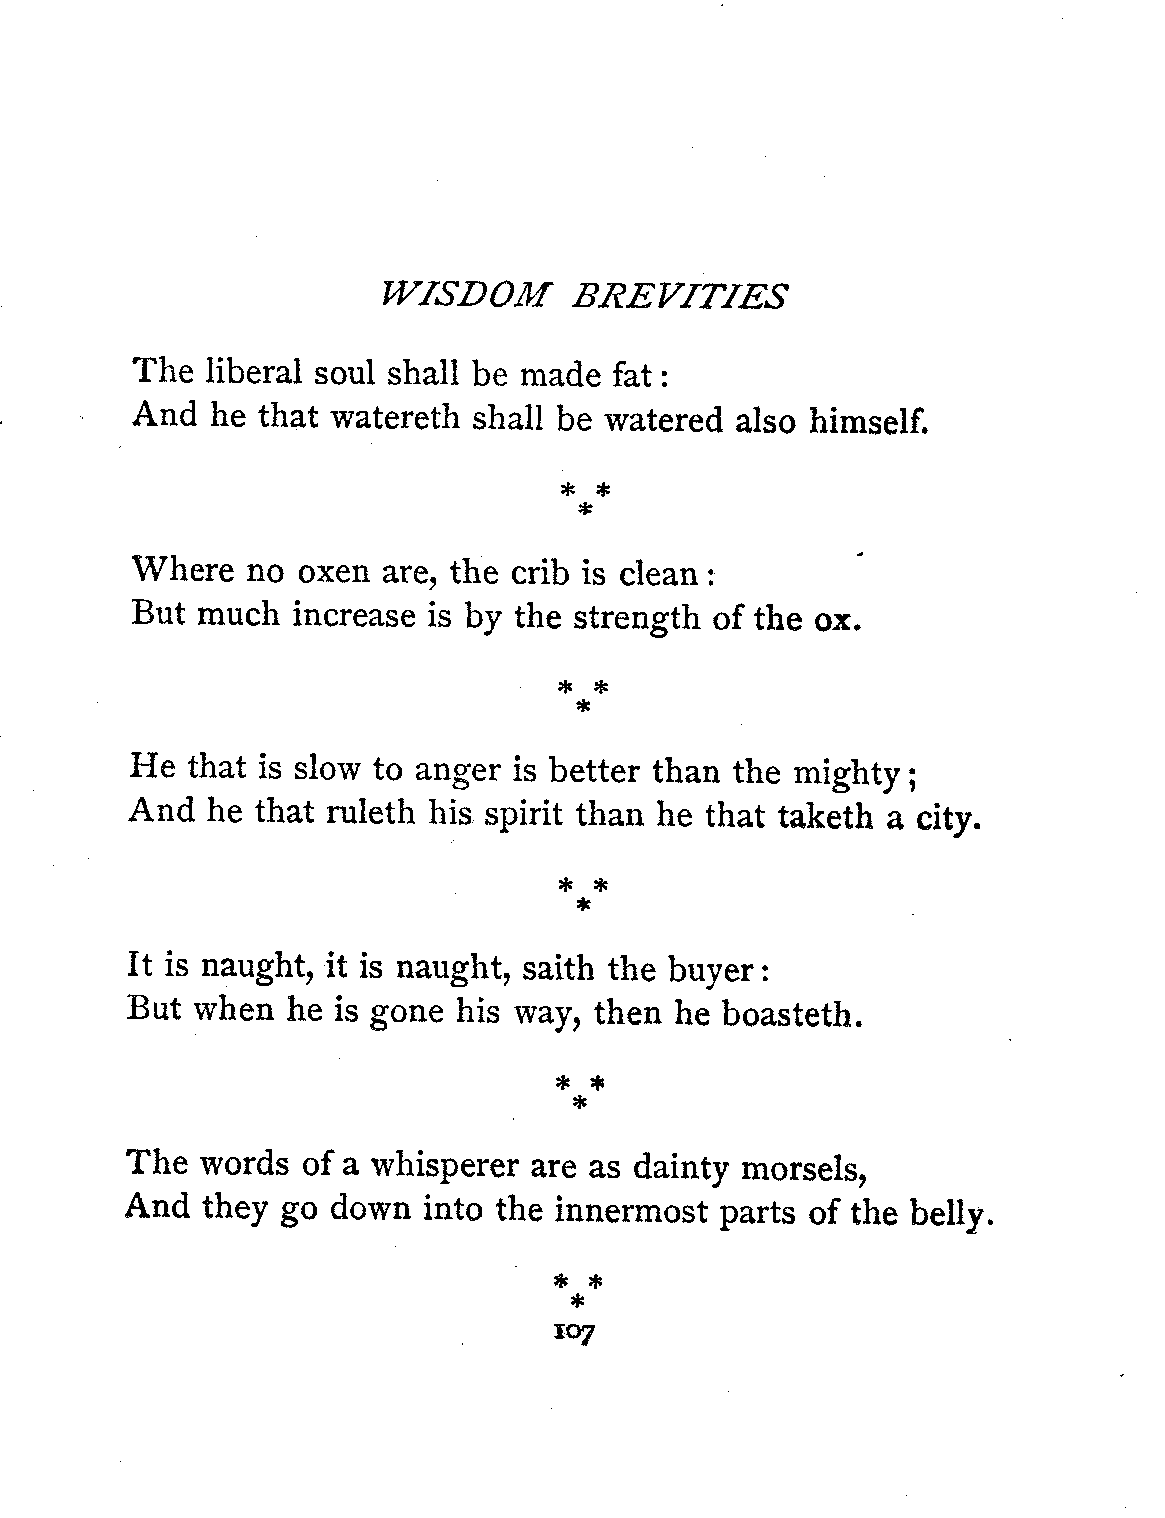 WISDOM BREVITIES
The liberal soul shall be made fat :
And he that watereth shall be watered also himself.
* *
*
Where no oxen are, the crib is clean :
But much increase is by the strength of the ox.
* *
*
He that is slow to anger is better than the mighty ;
And he that ruleth his spirit than he that taketh a city.
* *
*
It is naught, it is naught, saith the buyer :
But when he is gone his way, then he boasteth.
* *
*
The words of a whisperer are as dainty morsels,
And they go down into the innermost parts of the belly.
* *
*
107